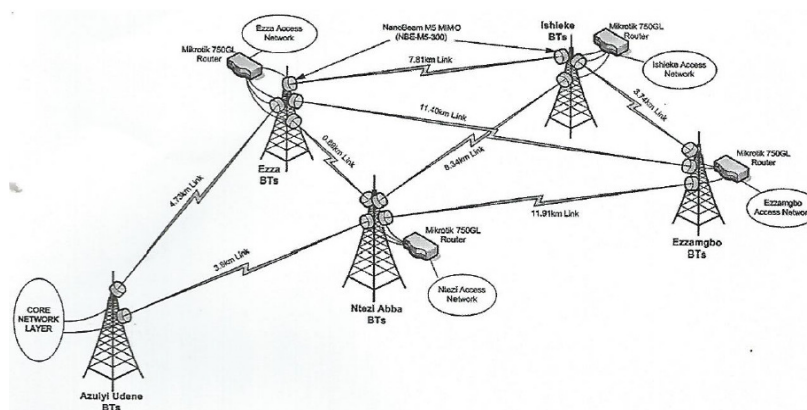 NanoBeam M5 MIMO
(NBE-M5-300)
Ezza Access
Network
Mikrotik 750GL
Router
Ishieke
BTs
Mikrotik 750GL
Router
Ishieke Access
Network
7.81km Link
3.74km Link
11.40km Link
Ezza
BTs
0.88km Link
8.34km Link
Mikrotik 750GL
Router
4.73km Link
11.91km Link
Ezzamgbo
Access Network
Ezzamgbo
BTs
3.8km Link
Mikrotik 750GL
Router
Ntezi Access
Network
Ntezi Abba
BTs
CORE
NETWORK
LAYER
Azuiyi Udene
BTs